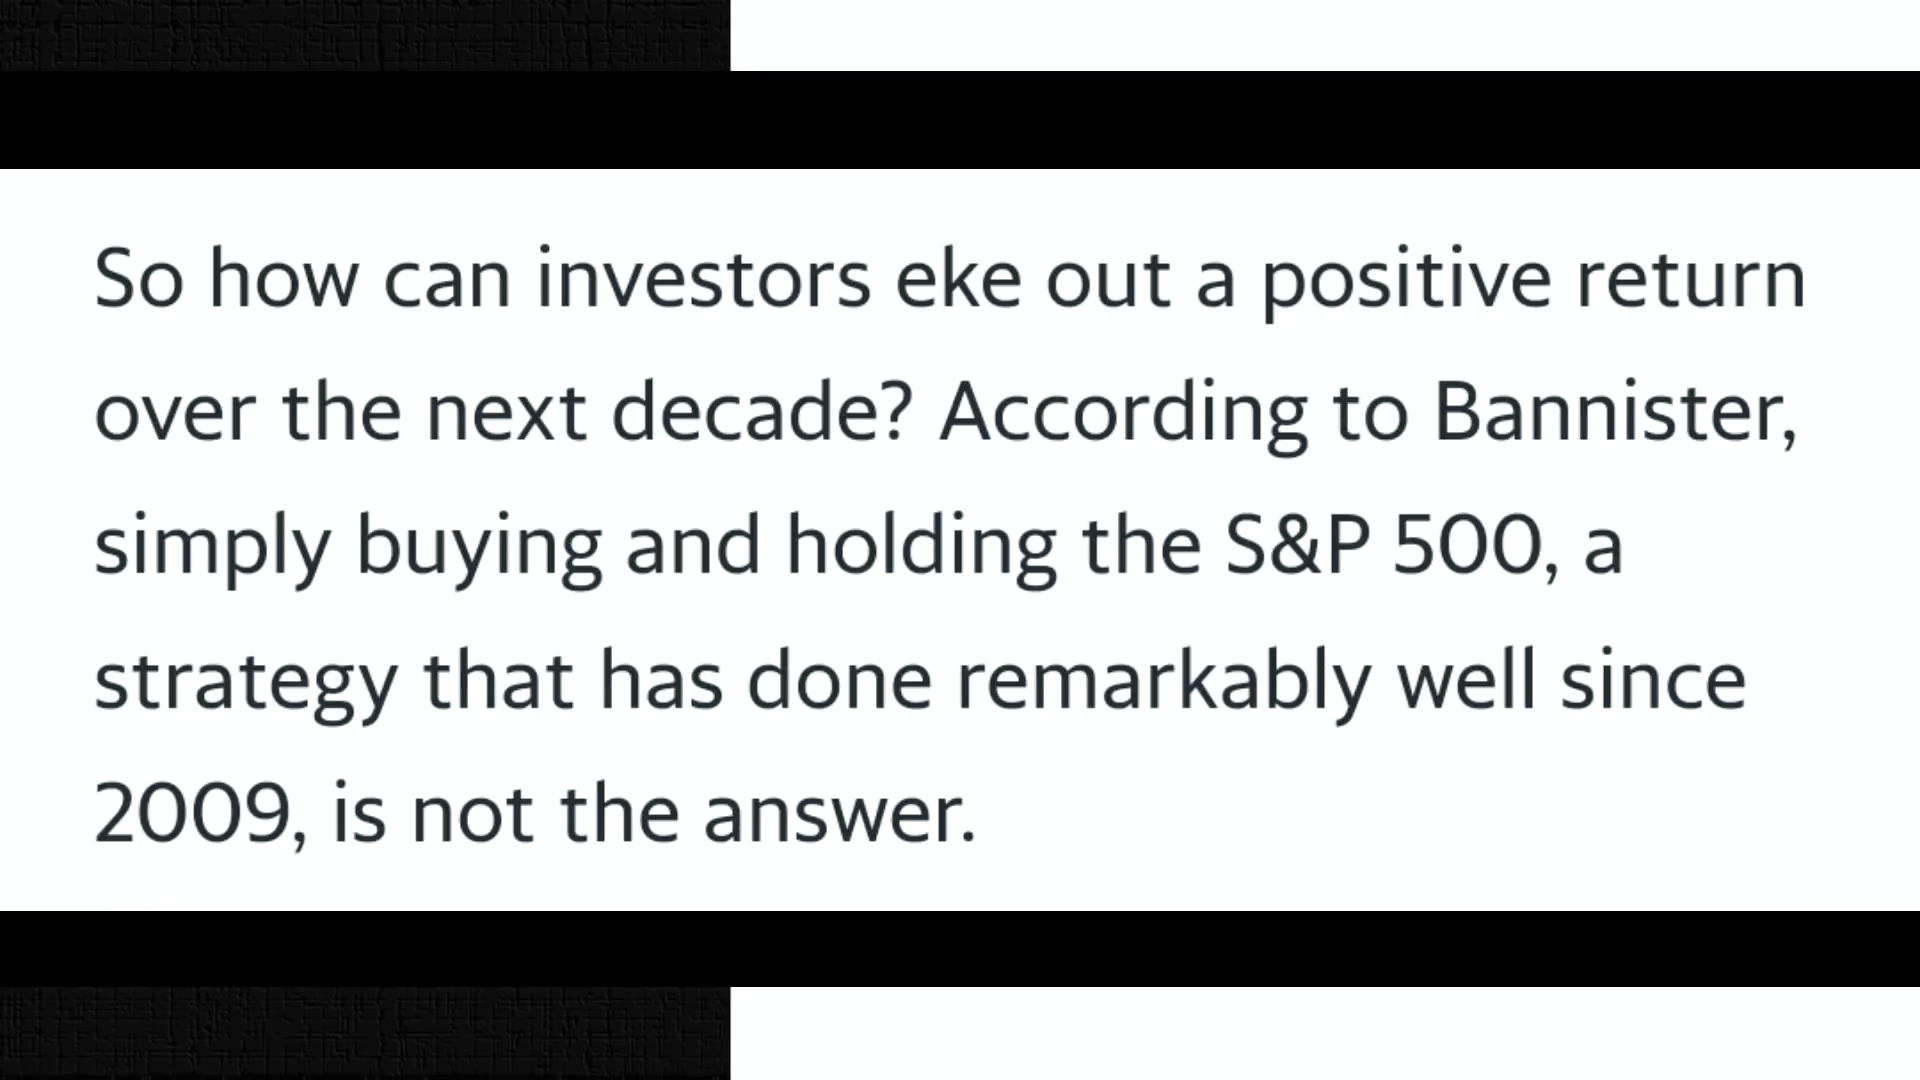 So how can investors eke out a positive return
over the next decade? According to Bannister,
simply buying and holding the S&P 500, a
strategy that has done remarkably well since
2009, is not the answer.